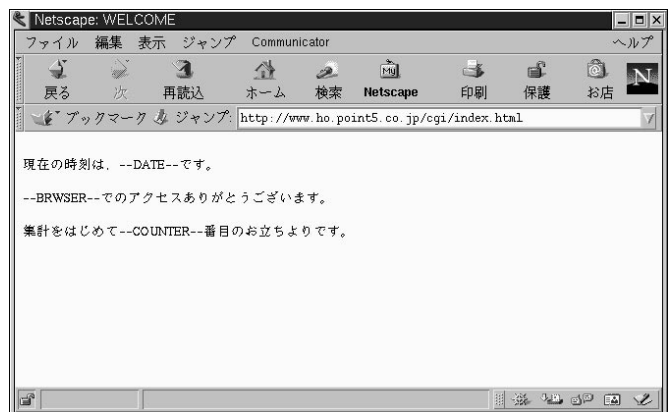 Netscape: WELCOME
ファイル 編集 表示 ジャンプ Communicator ヘルプ
戻る 次 再読込 ホーム 検索 Netscape 印刷 保護 お店
My
N
ブックマーク ジャンプ: http://www.ho.point5.co.jp/cgi/index.html
現在の時刻は、--DATE--です。
--BRWSER--でのアクセスありがとうございます。
集計をはじめて--COUNTER--番目のお立ちよりです。